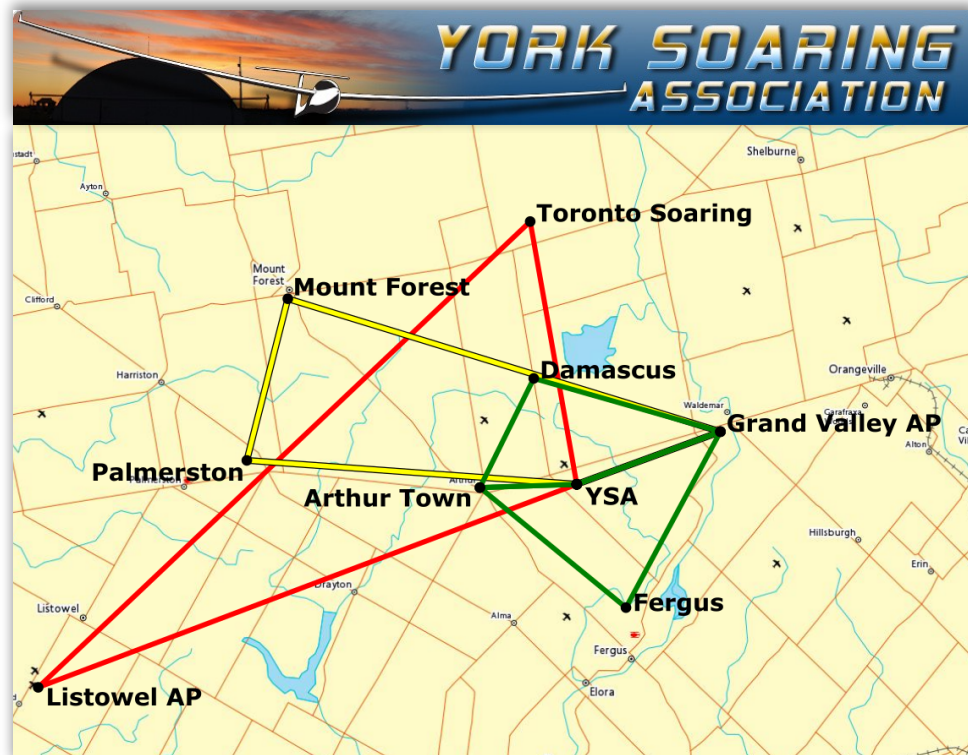 YORK SOARING
ASSOCIATION
stadt
Shelburne
Ayton
Toronto Soaring
Mount
Forest
Mount Forest
Clifford
Damascus
Harriston
Orangeville
Waldemar
Garafraxa
Grand Valley AP
Alton
Palmerston
Palmerston
Arthur
Arthur Town
YSA
Hillsburgh
Erin
Drayton
Fergus
Listowel
Alma
Fergus
Elora
Listowel AP